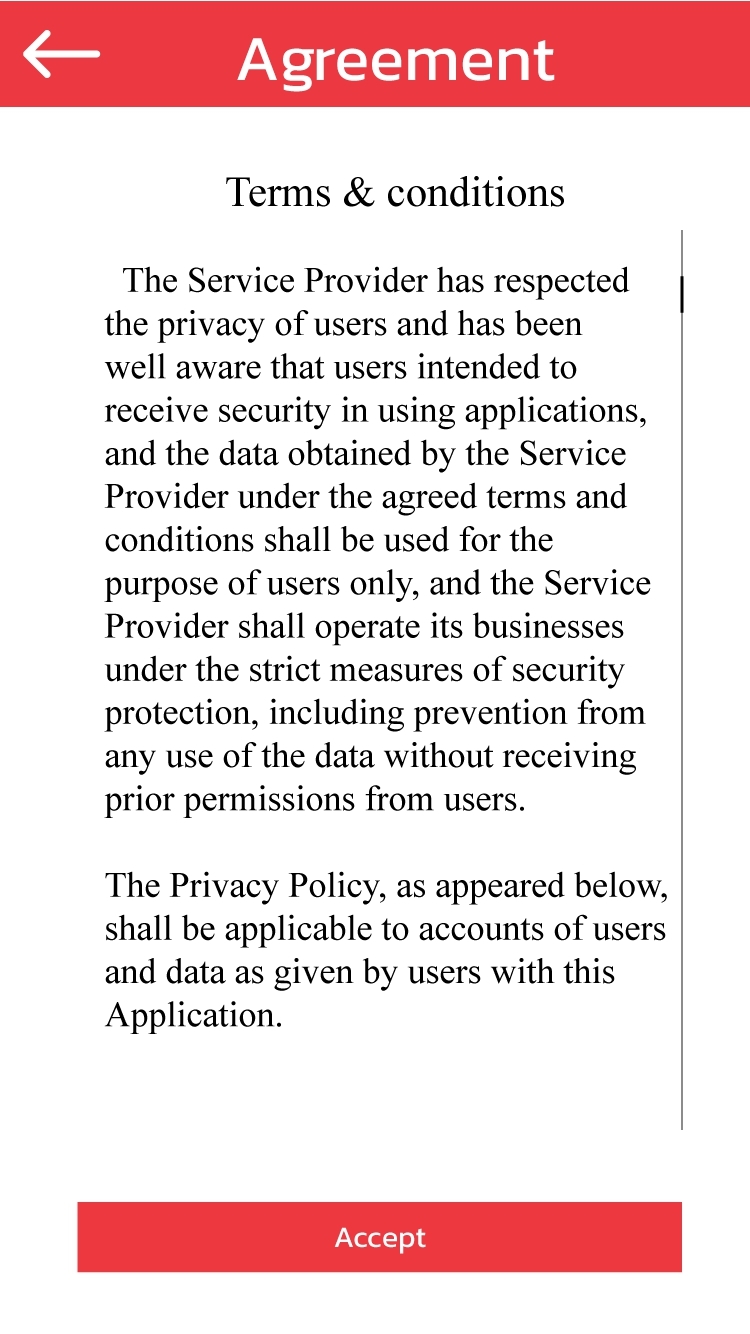 Agreement
Terms & conditions
The Service Provider has respected
the privacy of users and has been
well aware that users intended to
receive security in using applications,
and the data obtained by the Service
Provider under the agreed terms and
conditions shall be used for the
purpose of users only, and the Service
Provider shall operate its businesses
under the strict measures of security
protection, including prevention from
any use of the data without receiving
prior permissions from users.
The Privacy Policy, as appeared below,
shall be applicable to accounts of users
and data as given by users with this
Application.
Accept